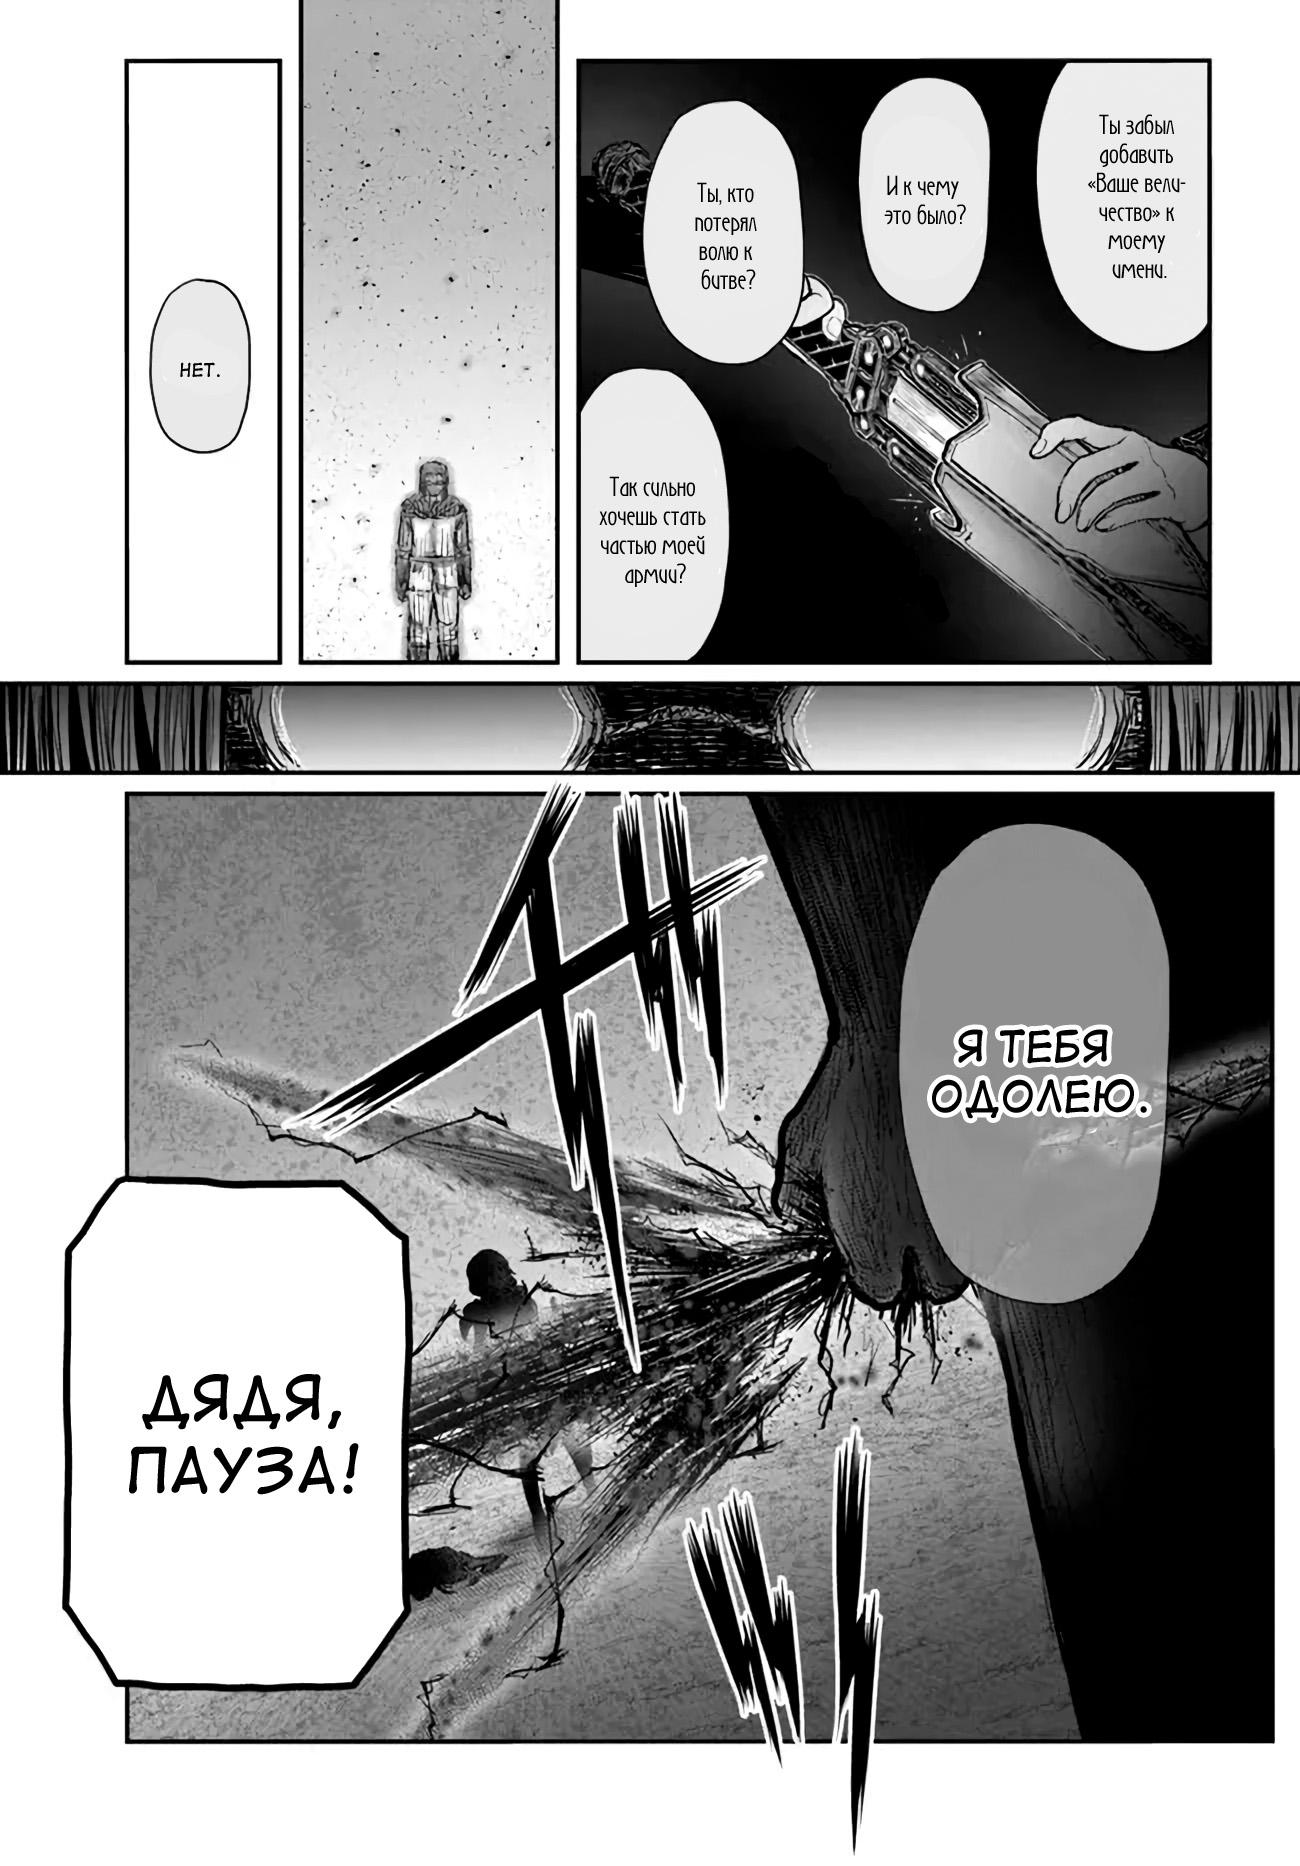 Ты забыл
добавить
«Ваше вели-
чество» к
моему
имени.
И к чему
это было?
Ты, кто
потерял
волю к
битве?
Так сильно
хочешь стать
частью моей
армии?
НЕТ.
Я ТЕБЯ
ОДОЛЕЮ.
ДЯДЯ,
ПАУЗА!